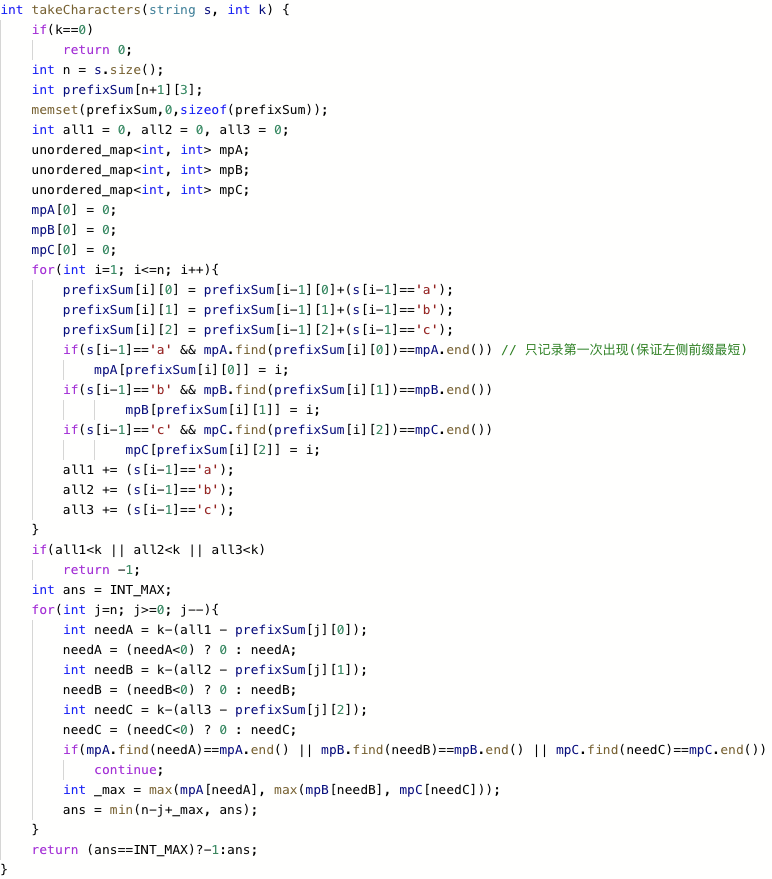 int takeCharacters(string s, int k) {
    if(k==0)
        return 0;
    int n = s.size();
    int prefixSum[n+1][3];
    memset(prefixSum,0,sizeof(prefixSum));
    int all1 = 0, all2 = 0, all3 = 0;
    unordered_map<int, int> mpA;
    unordered_map<int, int> mpB;
    unordered_map<int, int> mpC;
    mpA[0] = 0;
    mpB[0] = 0;
    mpC[0] = 0;
    for(int i=1; i<=n; i++){
        prefixSum[i][0] = prefixSum[i-1][0]+(s[i-1]=='a');
        prefixSum[i][1] = prefixSum[i-1][1]+(s[i-1]=='b');
        prefixSum[i][2] = prefixSum[i-1][2]+(s[i-1]=='c');
        if(s[i-1]=='a' && mpA.find(prefixSum[i][0])==mpA.end()) // 只记录第一次出现(保证左侧前缀最短)
            mpA[prefixSum[i][0]] = i;
        if(s[i-1]=='b' && mpB.find(prefixSum[i][1])==mpB.end())
                mpB[prefixSum[i][1]] = i;
        if(s[i-1]=='c' && mpC.find(prefixSum[i][2])==mpC.end())
                mpC[prefixSum[i][2]] = i;
        all1 += (s[i-1]=='a');
        all2 += (s[i-1]=='b');
        all3 += (s[i-1]=='c');
    }
    if(all1<k || all2<k || all3<k)
        return -1;
    int ans = INT_MAX;
    for(int j=n; j>=0; j--){
        int needA = k-(all1 - prefixSum[j][0]);
        needA = (needA<0) ? 0 : needA;
        int needB = k-(all2 - prefixSum[j][1]);
        needB = (needB<0) ? 0 : needB;
        int needC = k-(all3 - prefixSum[j][2]);
        needC = (needC<0) ? 0 : needC;
        if(mpA.find(needA)==mpA.end() || mpB.find(needB)==mpB.end() || mpC.find(needC)==mpC.end())
            continue;
        int _max = max(mpA[needA], max(mpB[needB], mpC[needC]));
        ans = min(n-j+_max, ans);
    }
    return (ans==INT_MAX)?-1:ans;
}